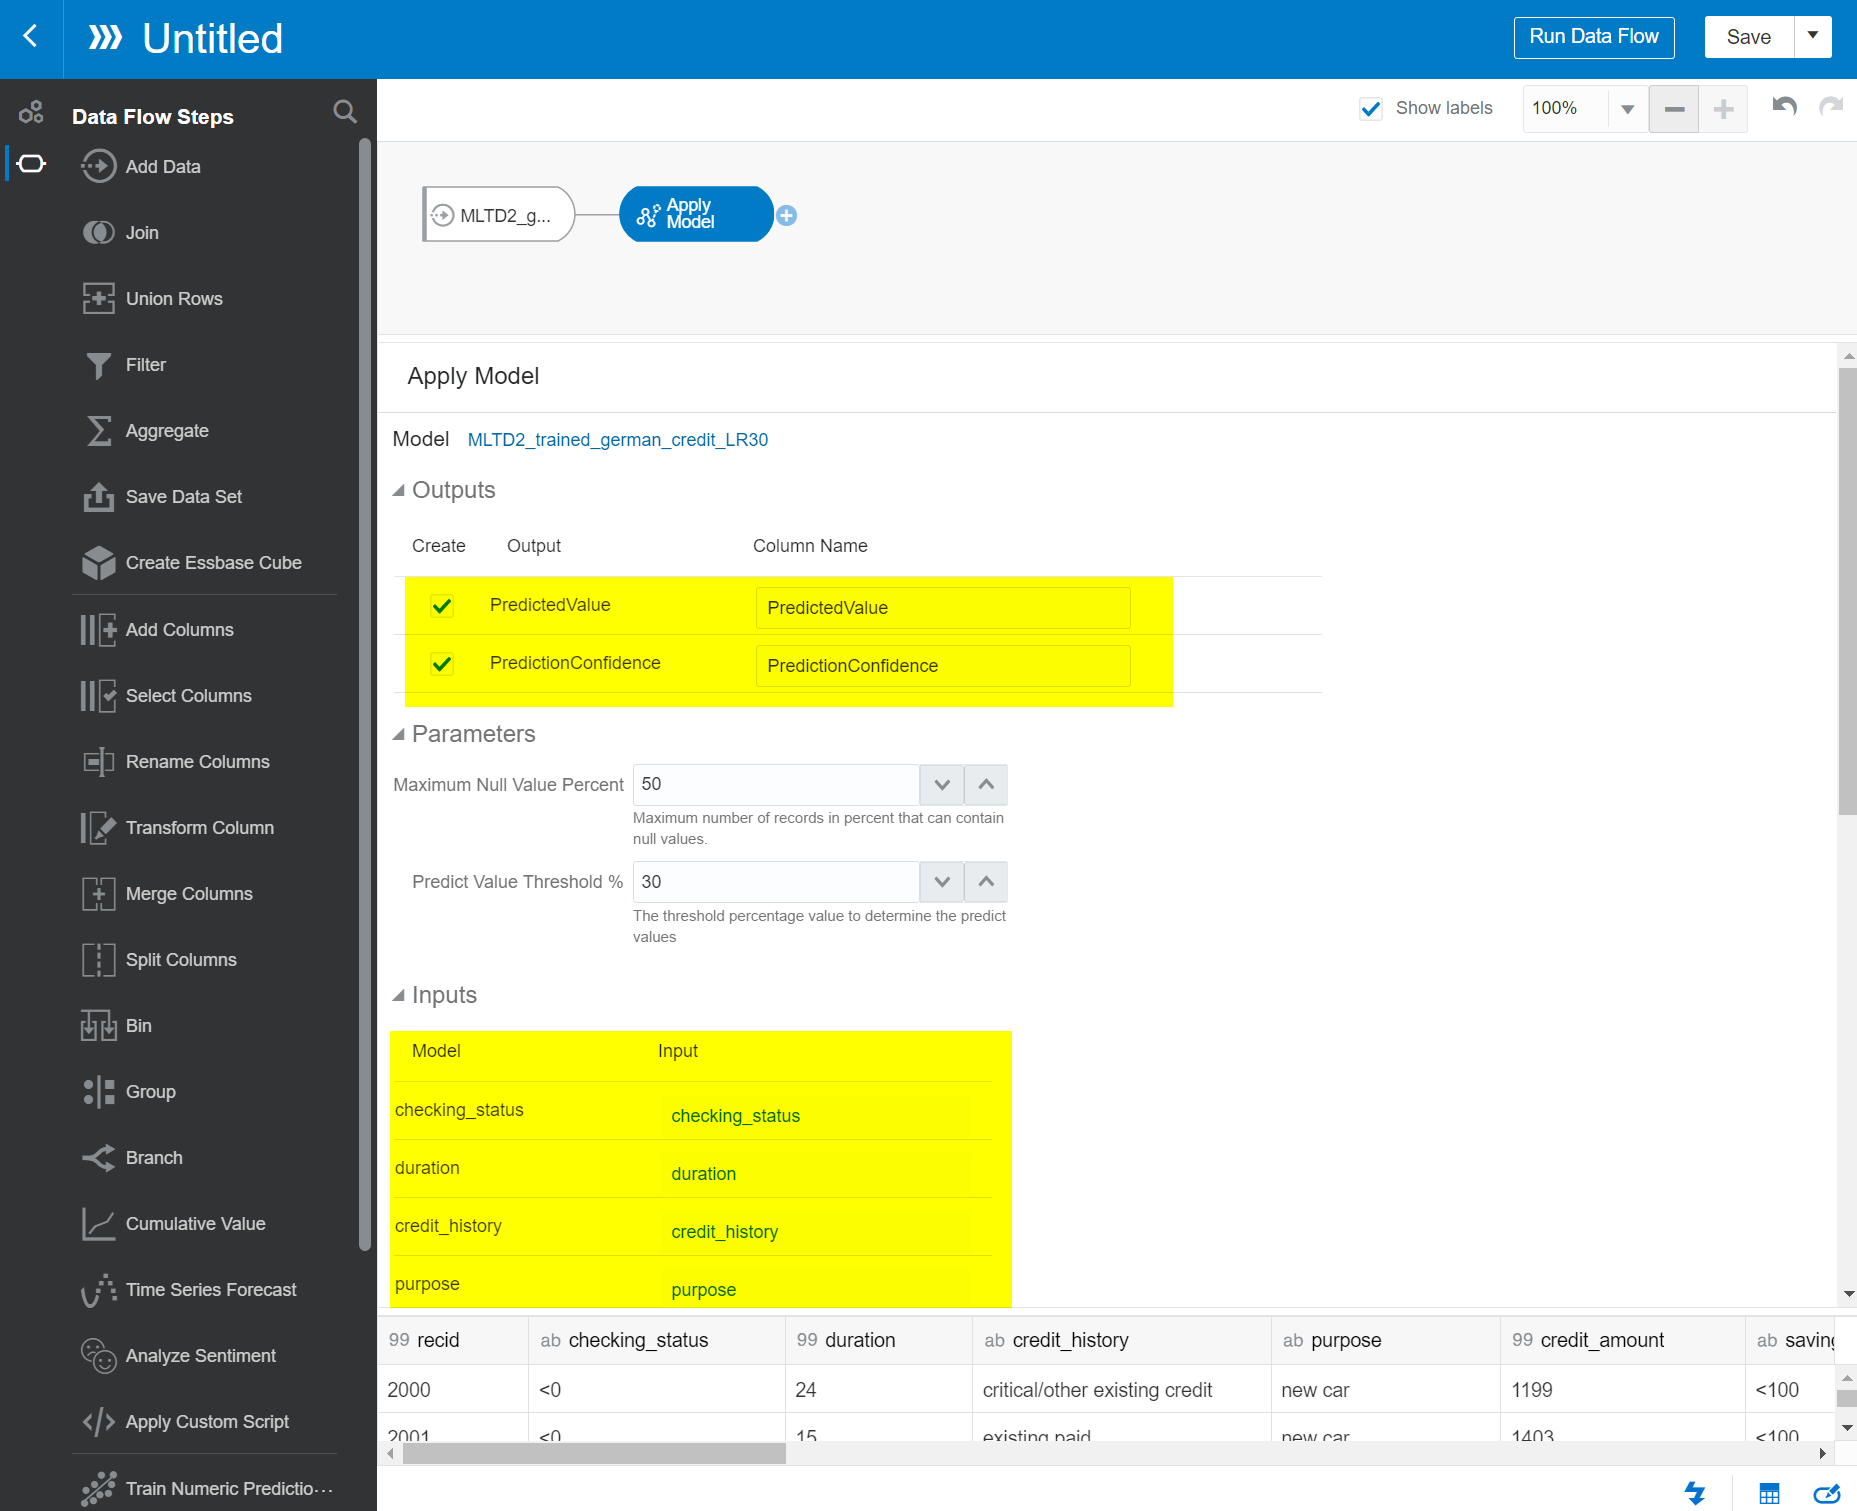 Untitled
Run Data Flow
Save
Data Flow Steps
Show labels
100%
Add Data
Join
Union Rows
Filter
Aggregate
Save Data Set
Create Essbase Cube
Add Columns
Select Columns
Rename Columns
Transform Column
Merge Columns
Split Columns
Bin
Group
Branch
Cumulative Value
Time Series Forecast
Analyze Sentiment
Apply Custom Script
Train Numeric Predictio···
MLTD2_g...
Apply
Model
Apply Model
Model MLTD2_trained_german_credit_LR30
Outputs
Create Output Column Name
PredictedValue PredictedValue
PredictionConfidence PredictionConfidence
Parameters
Maximum Null Value Percent 50
Maximum number of records in percent that can contain
null values.
Predict Value Threshold % 30
The threshold percentage value to determine the predict
values
Inputs
Model Input
checking_status checking_status
duration duration
credit_history credit_history
purpose purpose
99 recid ab checking_status 99 duration ab credit_history ab purpose 99 credit_amount ab saving
2000 <0 24 critical/other existing credit new car 1199 <100
2001 <0 15 existing paid new car 1403 <100